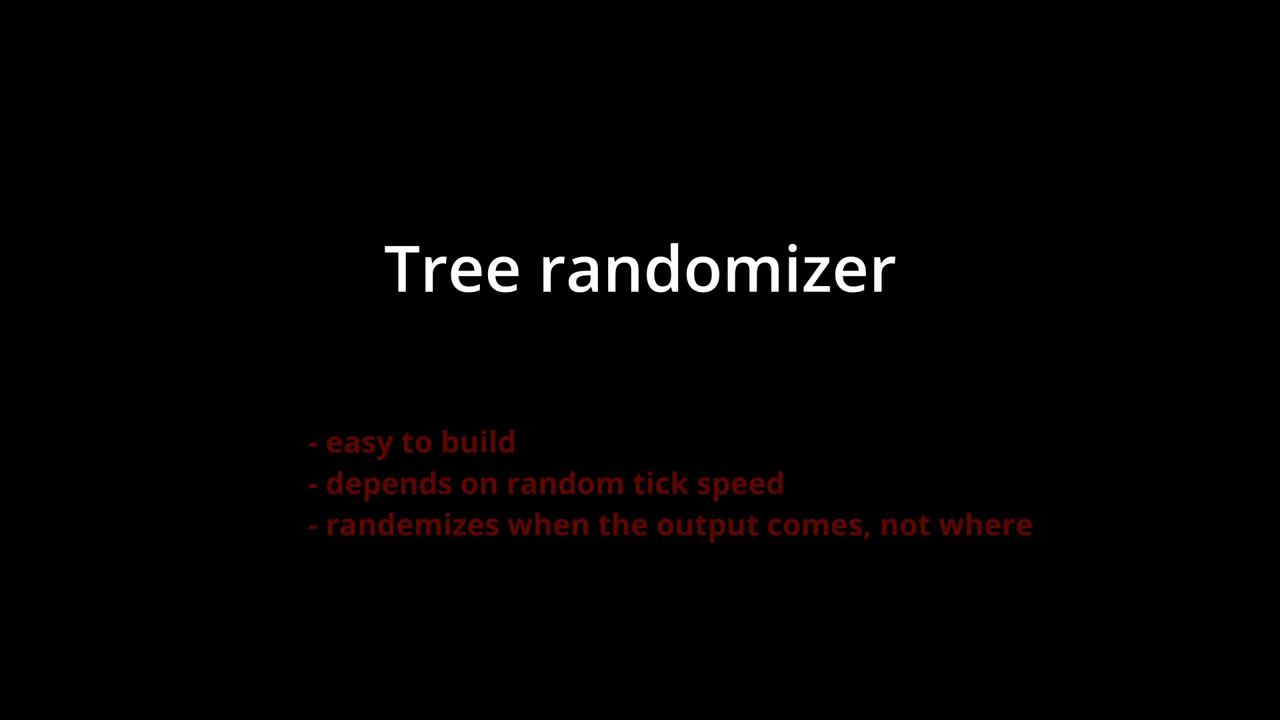 Tree randomizer
- easy to build
- depends on random tick speed
- randemizes when the output comes, not where